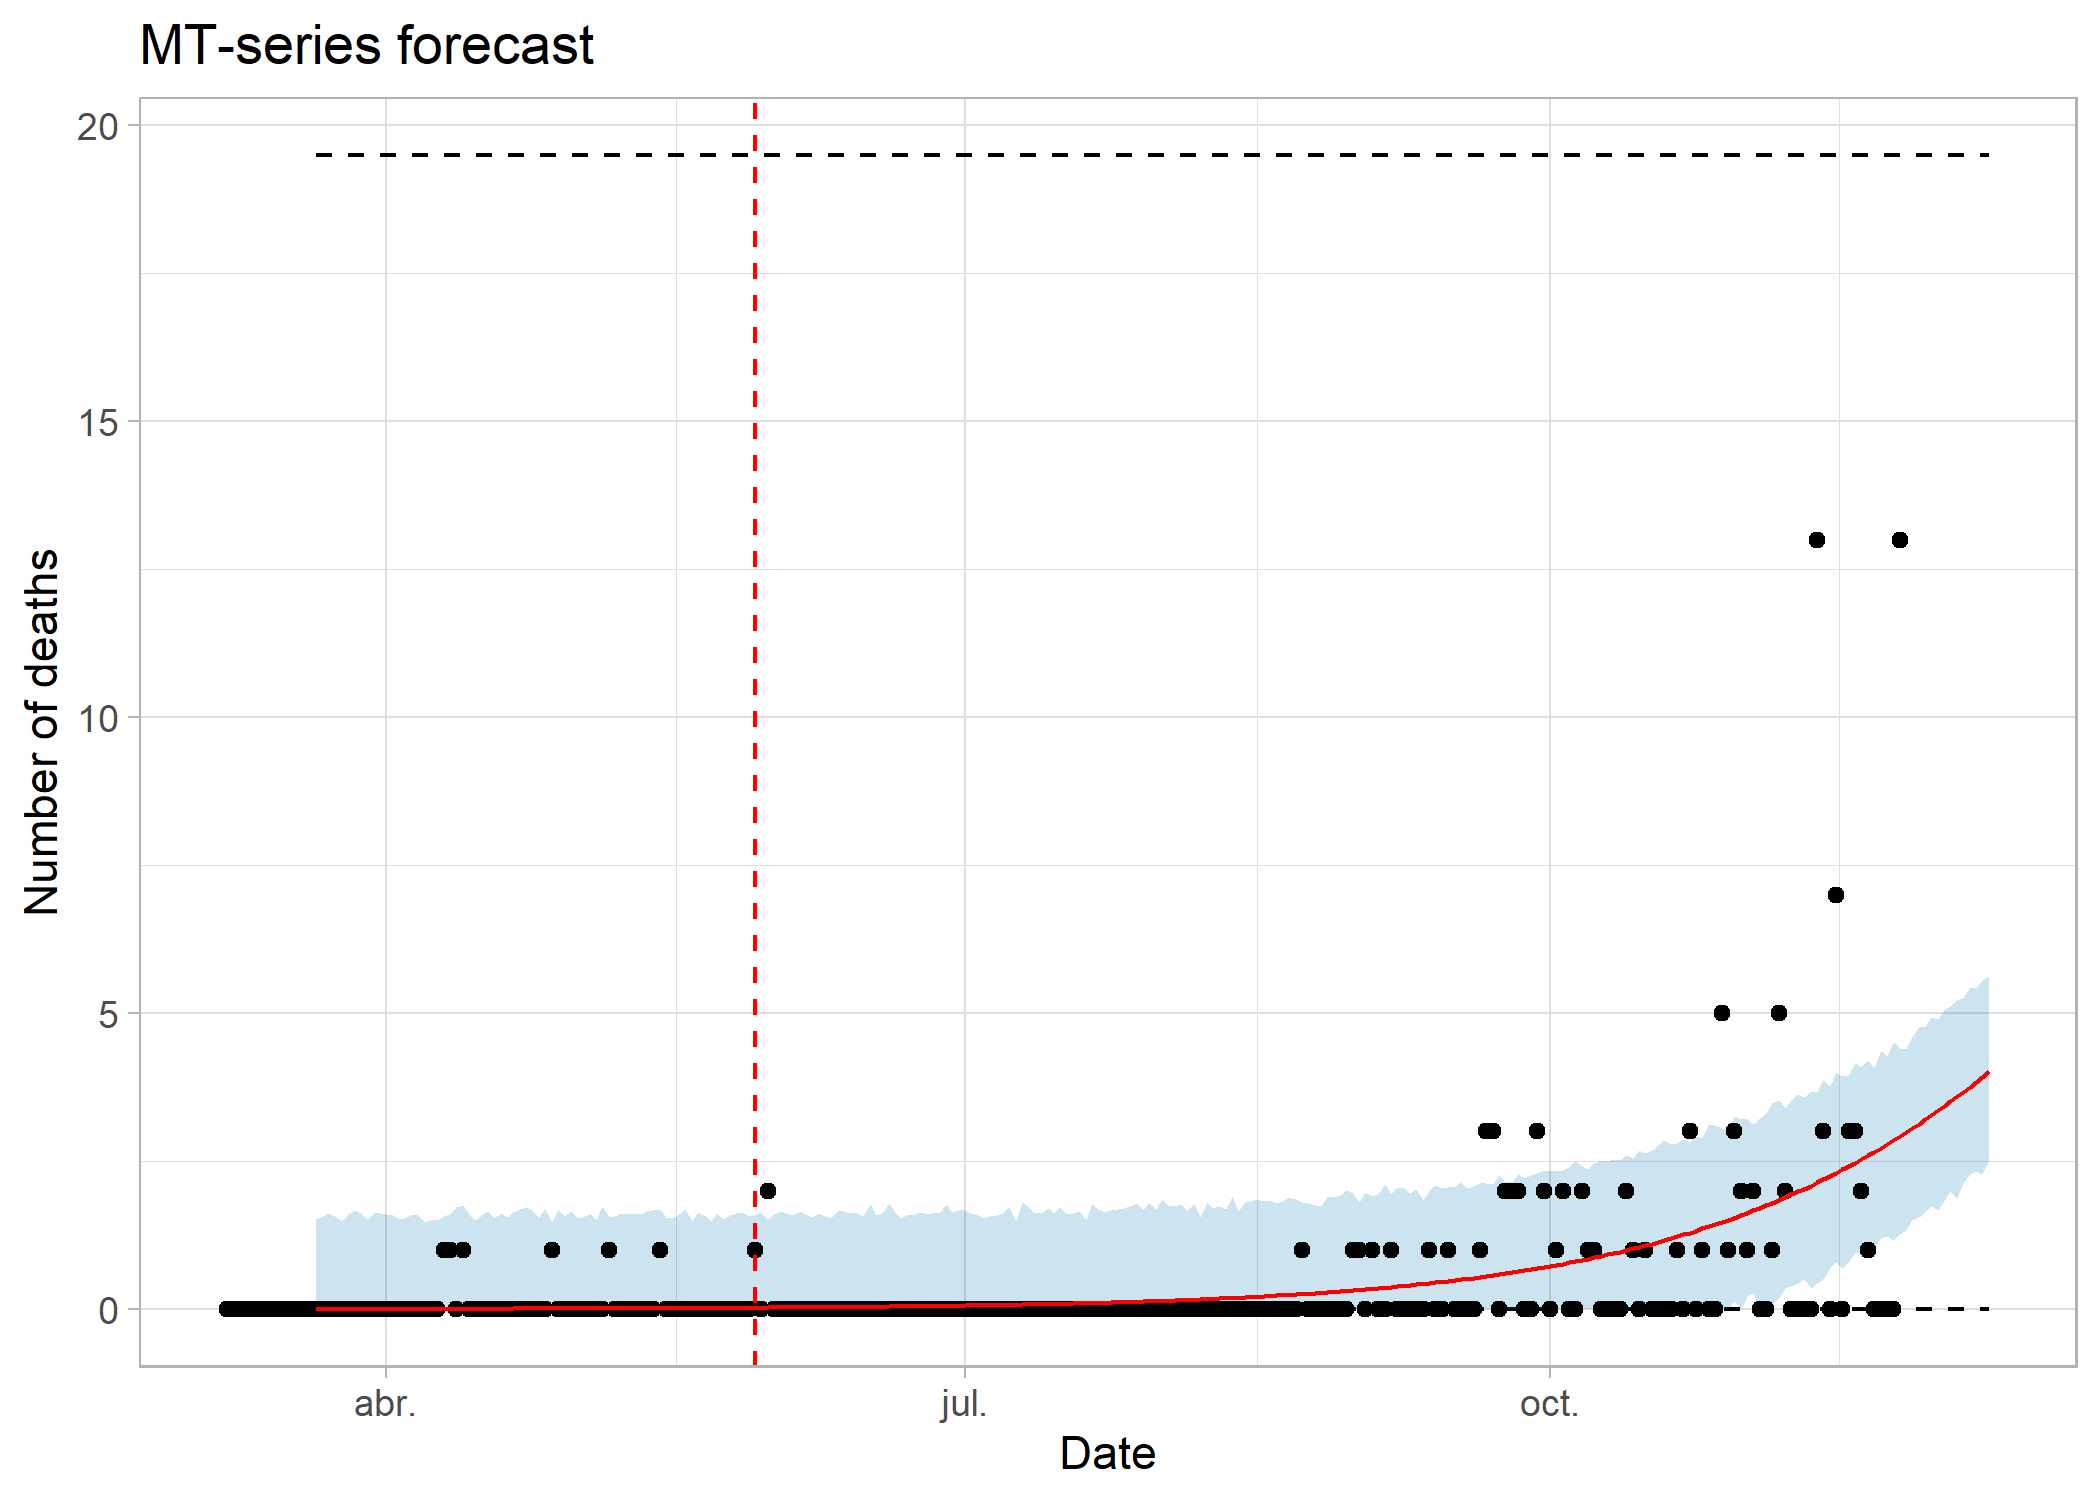 MT-series forecast
20
15
10
5
0
Number of deaths
abr.
jul.
oct.
Date